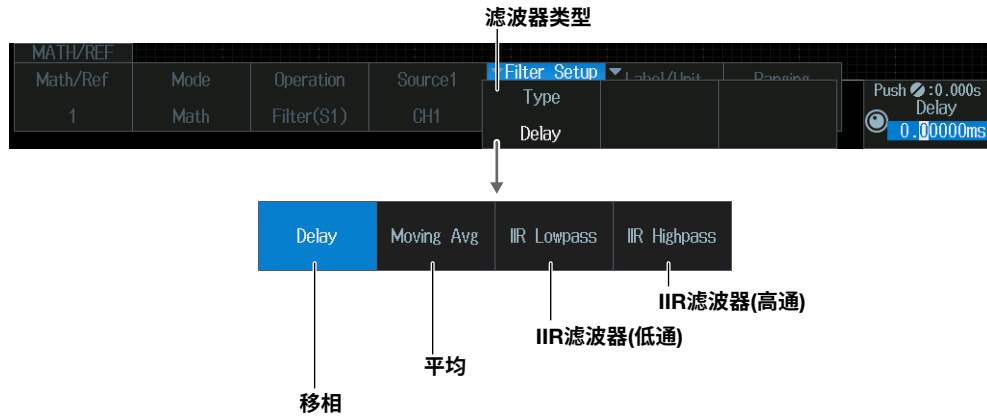 滤波器类型
MATH/REF
Math/Ref Mode Operation Source1 Filter Setup Label/Unit Ranging
1 Math Filter(S1) CH1
Type
Delay
Push :0.000s
Delay
0.00000ms
Delay Moving Avg IIR Lowpass IIR Highpass
IIR滤波器(高通)
IIR滤波器(低通)
平均
移相